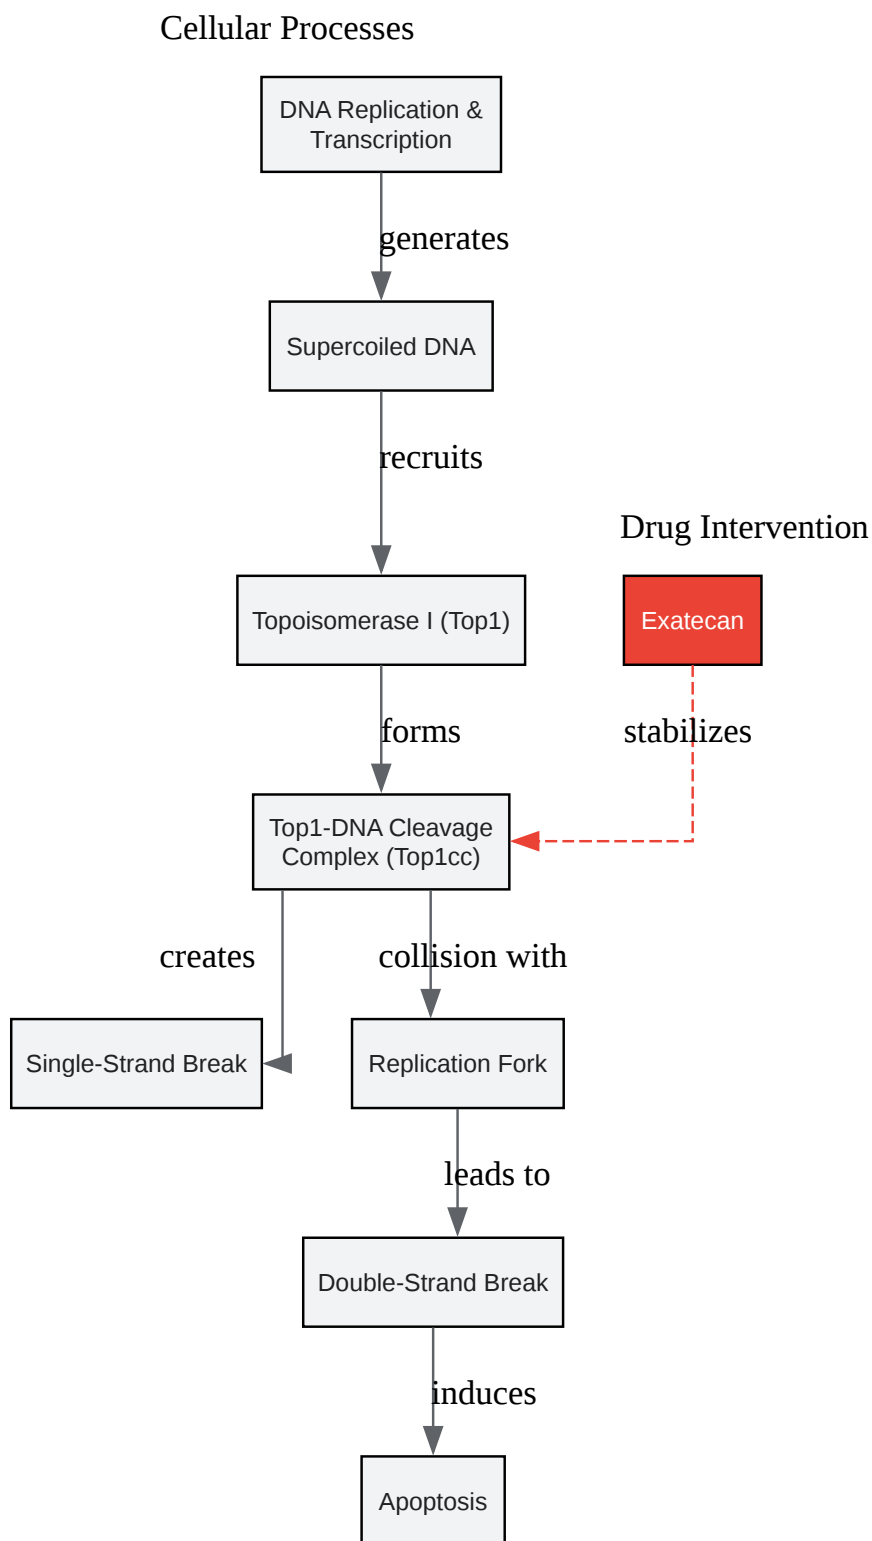 Cellular Processes
DNA Replication &
Transcription
generates
Supercoiled DNA
recruits
Drug Intervention
Topoisomerase I (Top1)
Exatecan
forms
stabilizes
Top1-DNA Cleavage
Complex (Top1cc)
creates
collision with
Single-Strand Break
Replication Fork
leads to
Double-Strand Break
induces
Apoptosis